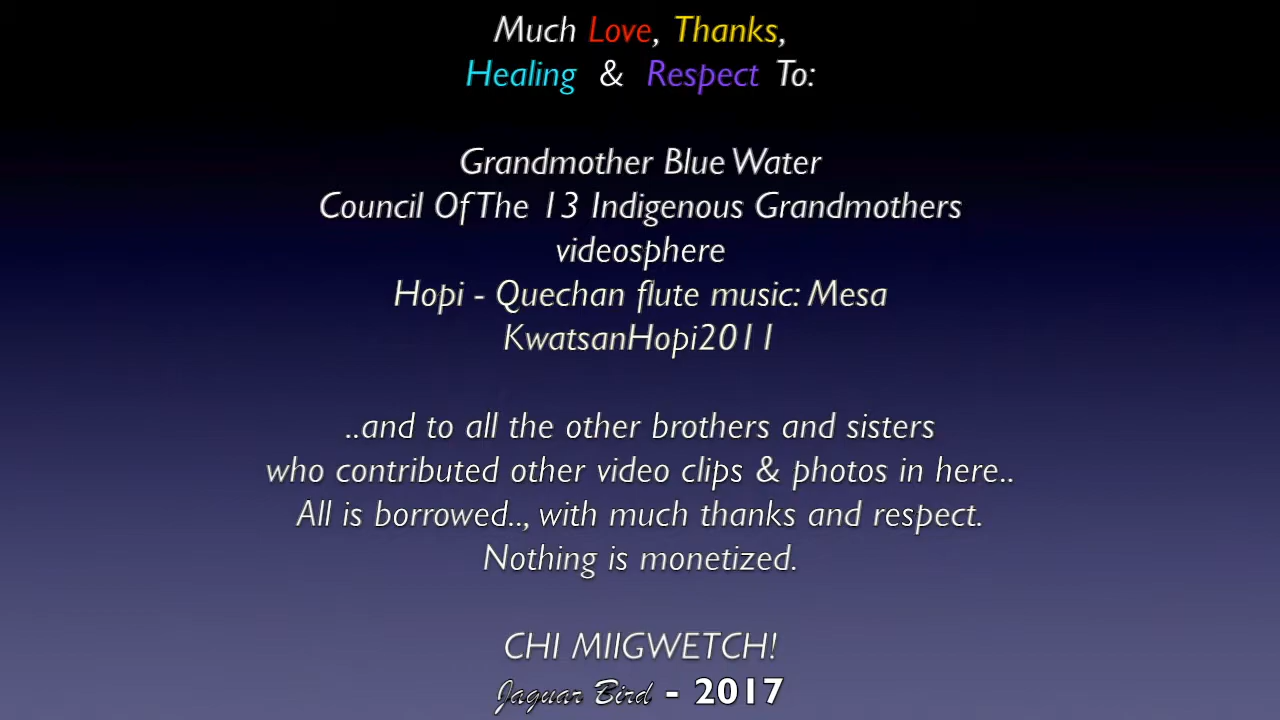 Much Love, Thanks,
Healing & Respect To:
Grandmother Blue Water
Council Of The 13 Indigenous Grandmothers
videosphere
Hopi - Quechan flute music: Mesa
KwatsanHopi2011
..and to all the other brothers and sisters
who contributed other video clips & photos in here..
All is borrowed.., with much thanks and respect.
Nothing is monetized.
CHI MIIGWETCH!
Jaguar Bird - 2017